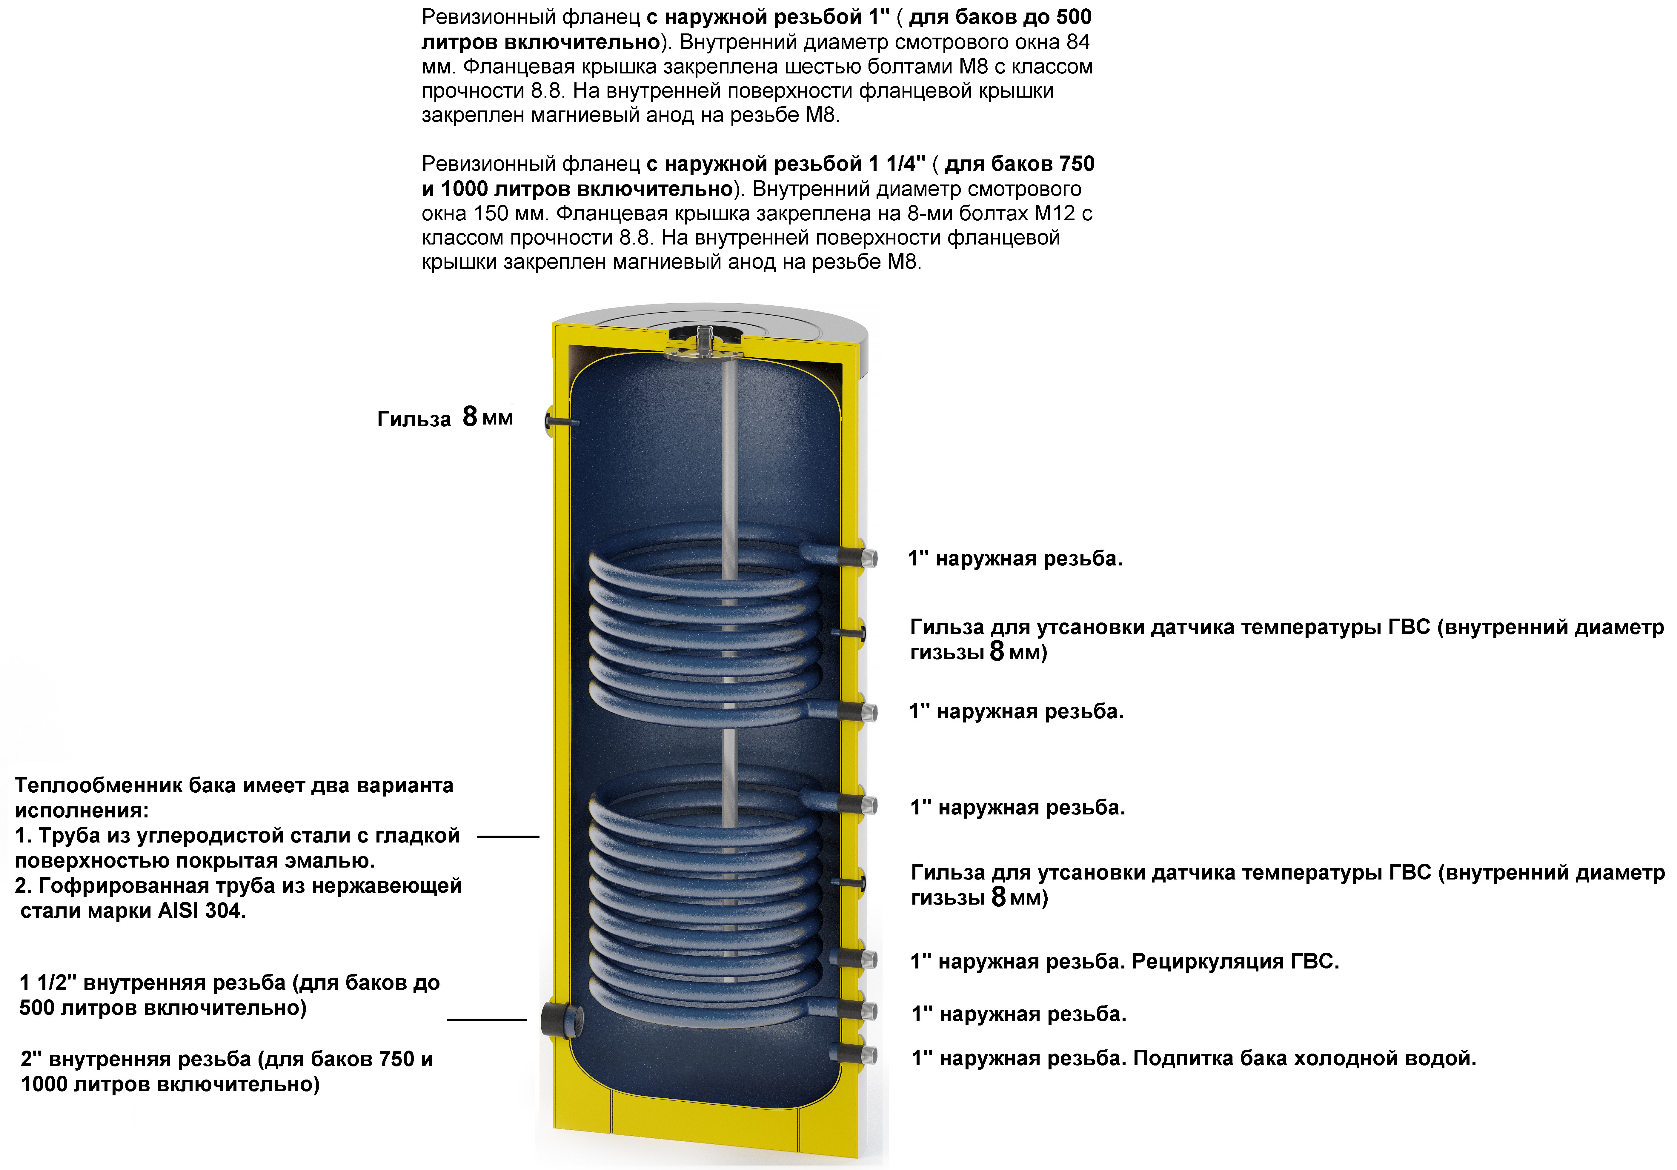 Ревизионный фланец с наружной резьбой 1" ( для баков до 500
литров включительно). Внутренний диаметр смотрового окна 84
мм. Фланцевая крышка закреплена шестью болтами М8 с классом
прочности 8.8. На внутренней поверхности фланцевой крышки
закреплен магниевый анод на резьбе М8.
Ревизионный фланец с наружной резьбой 1 1/4" ( для баков 750
и 1000 литров включительно). Внутренний диаметр смотрового
окна 150 мм. Фланцевая крышка закреплена на 8-ми болтах М12 с
классом прочности 8.8. На внутренней поверхности фланцевой
крышки закреплен магниевый анод на резьбе М8.
Гильза 8 мм
1" наружная резьба.
Гильза для утсановки датчика температуры ГВС (внутренний диаметр
гизьзы 8 мм)
1" наружная резьба.
Теплообменник бака имеет два варианта
исполнения:
1. Труба из углеродистой стали с гладкой
поверхностью покрытая эмалью.
2. Гофрированная труба из нержавеющей
стали марки AISI 304.
1" наружная резьба.
Гильза для утсановки датчика температуры ГВС (внутренний диаметр
гизьзы 8 мм)
1" наружная резьба. Рециркуляция ГВС.
1 1/2" внутренняя резьба (для баков до
500 литров включительно)
1" наружная резьба.
2" внутренняя резьба (для баков 750 и
1000 литров включительно)
1" наружная резьба. Подпитка бака холодной водой.